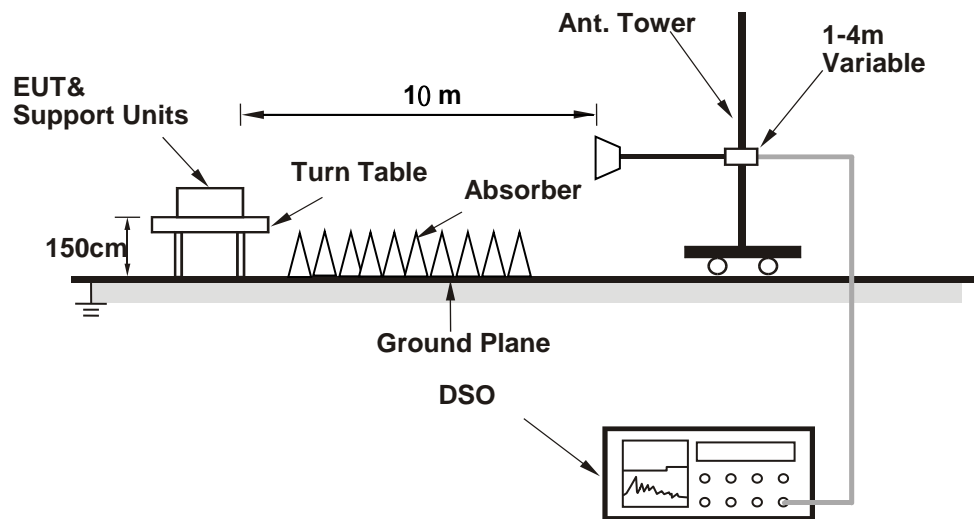 Ant. Tower
1-4m
Variable
EUT&
Support Units
10 m
Turn Table
Absorber
150cm
Ground Plane
DSO